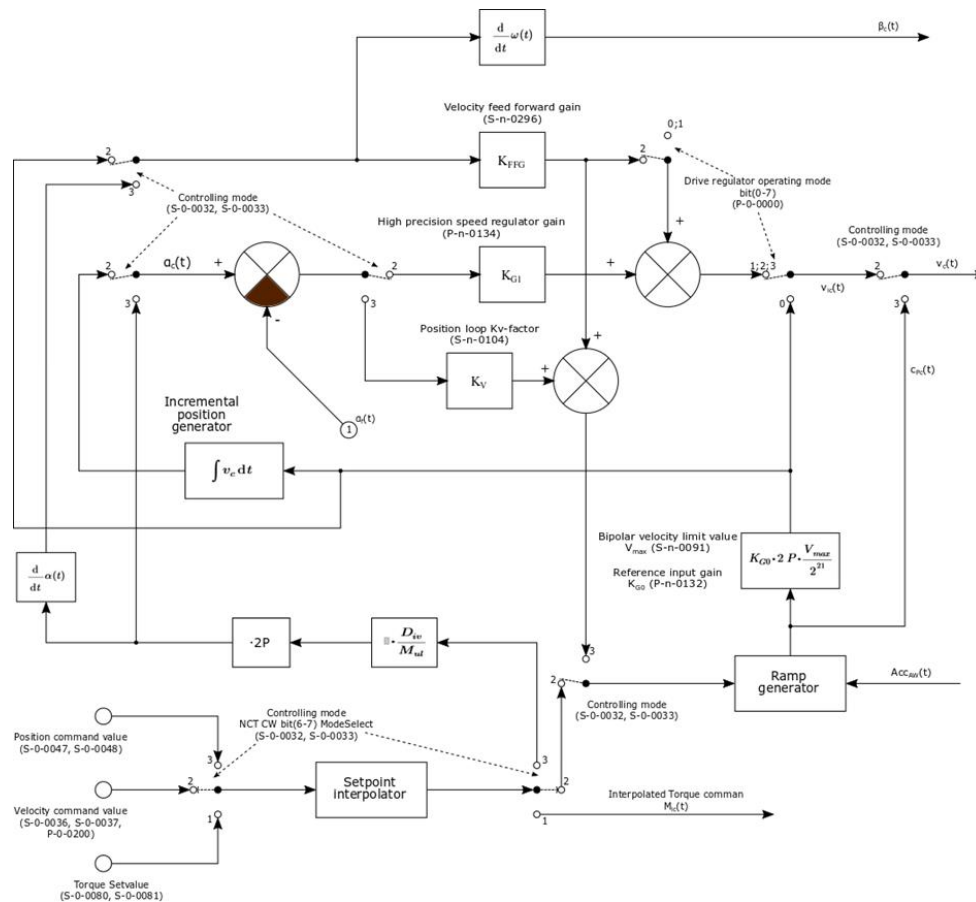 d/dt ω(t)
β꜀(t)
Velocity feed forward gain
(S-n-0296)
0;1
2
K_FFG
2
3
Drive regulator operating mode
bit(0-7)
(P-0-0000)
Controlling mode
(S-0-0032, S-0-0033)
High precision speed regulator gain
(P-n-0134)
+
Controlling mode
(S-0-0032, S-0-0033)
2
a_c(t)
+
2
K_G1
+
1;2;3
2
v_c(t)
v_ic(t)
3
-
3
0
3
Position loop Kv-factor
(S-n-0104)
+
K_V
+
c_Pc(t)
Incremental
position
generator
1
a_i(t)
∫ v_c dt
Bipolar velocity limit value
V_max (S-n-0091)
K_G0·2 P·V_max/2^21
Reference input gain
K_G0 (P-n-0132)
d/dt α(t)
·2P
D_iv/M_ul
3
2
Ramp
generator
Acc_AW(t)
Controlling mode
(S-0-0032, S-0-0033)
Controlling mode
NCT CW bit(6-7) ModeSelect
(S-0-0032, S-0-0033)
Position command value
(S-0-0047, S-0-0048)
3
3
2
Setpoint
interpolator
2
Velocity command value
(S-0-0036, S-0-0037,
P-0-0200)
1
1
Interpolated Torque comman
M_ic(t)
Torque Setvalue
(S-0-0080, S-0-0081)